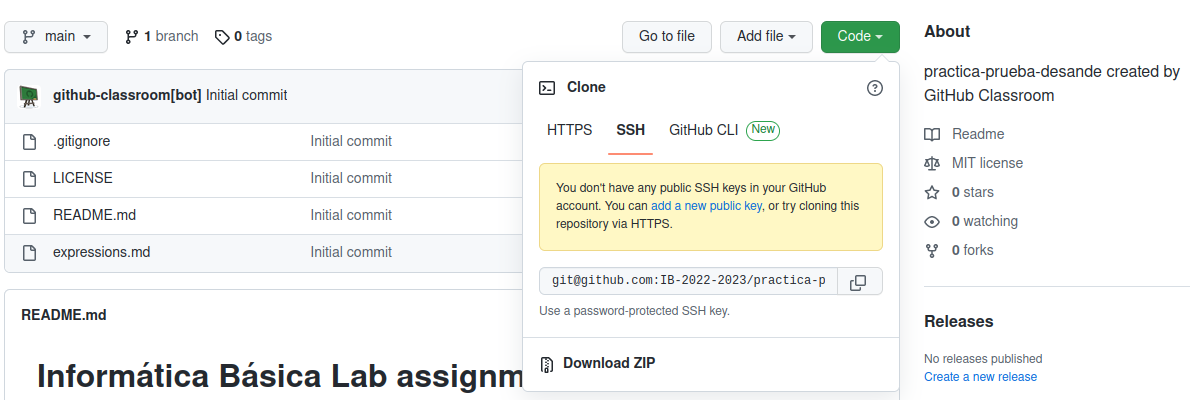 main
1 branch
0 tags
Go to file
Add file
Code
github-classroom[bot] Initial commit
.gitignore Initial commit
LICENSE Initial commit
README.md Initial commit
expressions.md Initial commit
README.md
Informática Básica Lab assignm
Clone
HTTPS SSH GitHub CLI New
You don't have any public SSH keys in your GitHub
account. You can add a new public key, or try cloning this
repository via HTTPS.
git@github.com:IB-2022-2023/practica-p
Use a password-protected SSH key.
Download ZIP
About
practica-prueba-desande created by
GitHub Classroom
Readme
MIT license
0 stars
0 watching
0 forks
Releases
No releases published
Create a new release